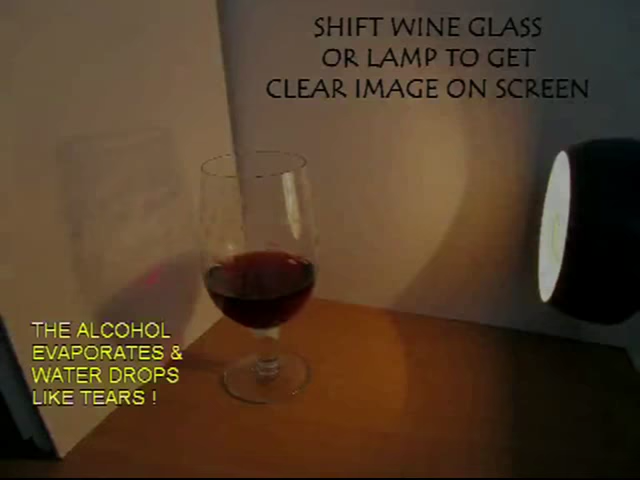 SHIFT WINE GLASS
OR LAMP TO GET
CLEAR IMAGE ON SCREEN
THE ALCOHOL
EVAPORATES &
WATER DROPS
LIKE TEARS !